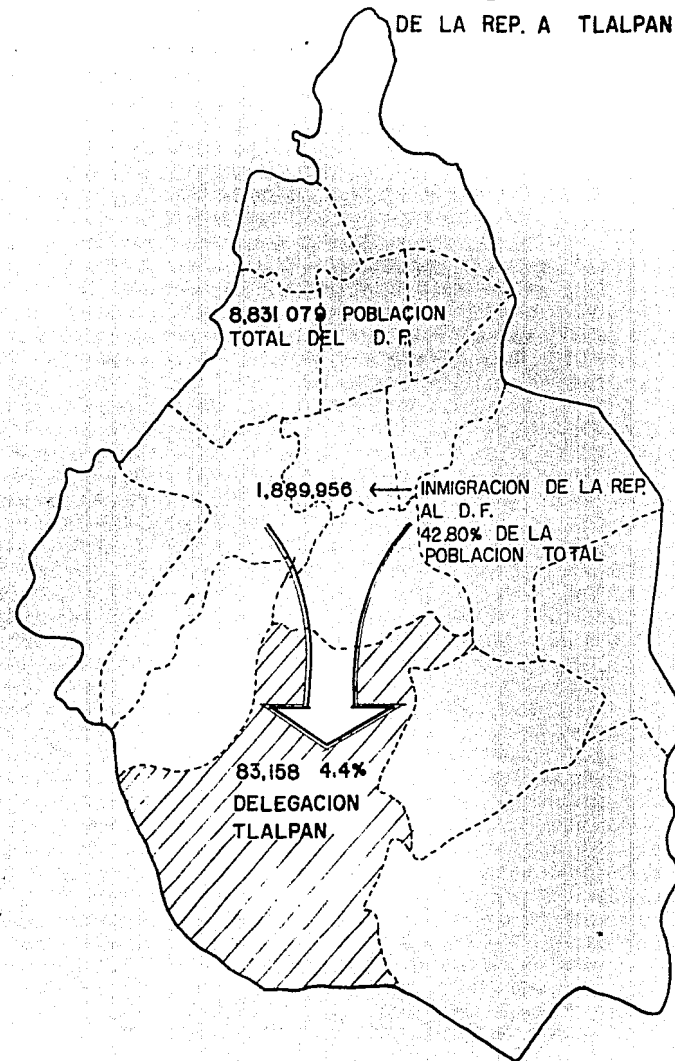 DE LA REP. A TLALPAN
8,831 079 POBLACION
TOTAL DEL D. F.
1,889,956 ← INMIGRACION DE LA REP.
AL D.F.
42.80% DE LA
POBLACION TOTAL
83,158 4.4%
DELEGACION
TLALPAN